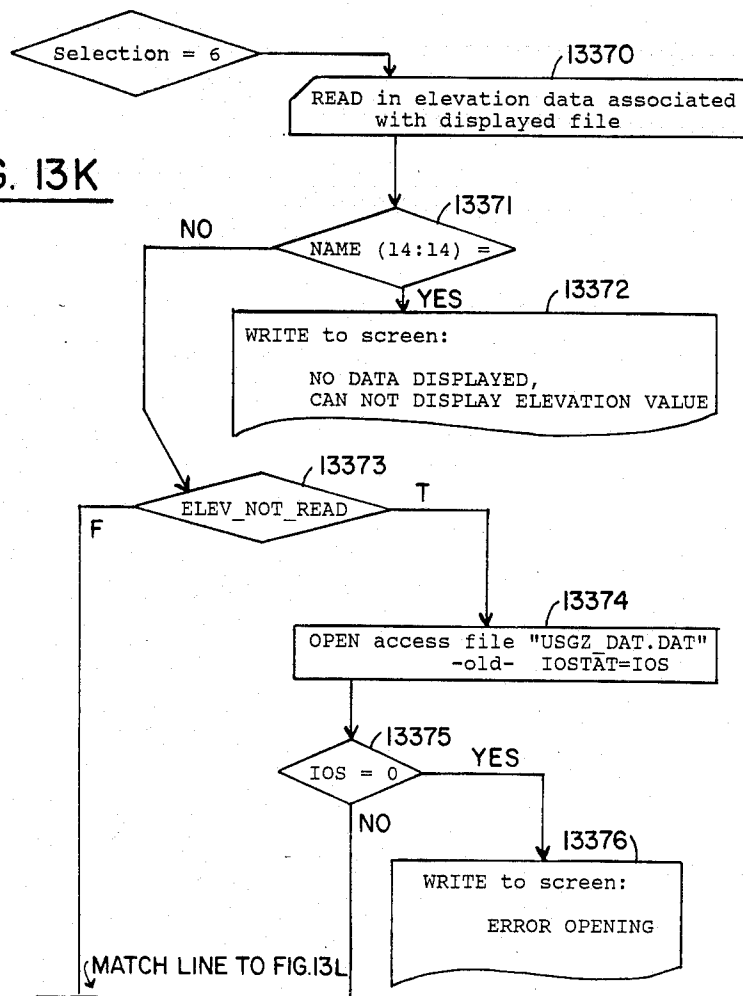 Selection = 6
13370
READ in elevation data associated
with displayed file
G. 13K
13371
NO
NAME (14:14) =
YES
13372
WRITE to screen:
NO DATA DISPLAYED,
CAN NOT DISPLAY ELEVATION VALUE
13373
ELEV_NOT_READ
T
F
13374
OPEN access file "USGZ_DAT.DAT"
-old- IOSTAT=IOS
13375
IOS = 0
YES
NO
13376
WRITE to screen:
ERROR OPENING
MATCH LINE TO FIG.13L